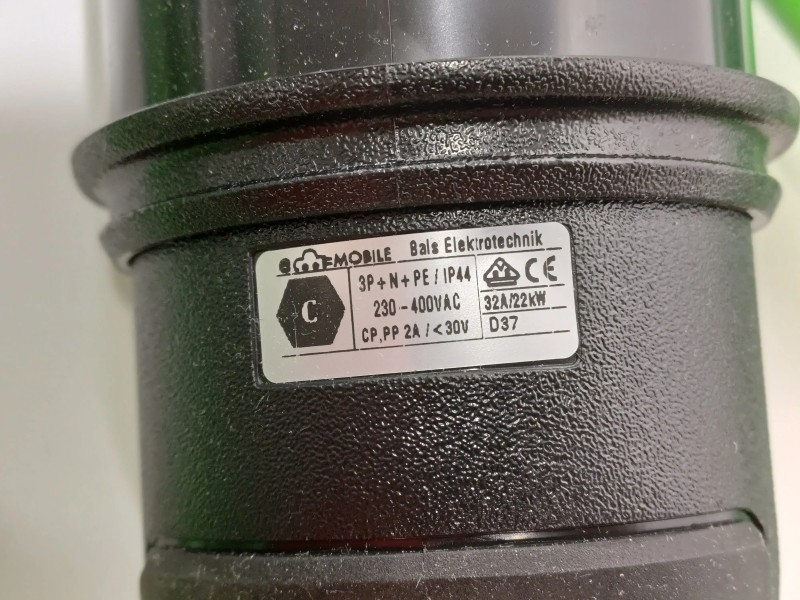 e MOBILE Bals Elektrotechnik
C
3P+N+PE/IP44
230-400VAC
CP,PP 2A/<30V
CE
32A/22kW
D37